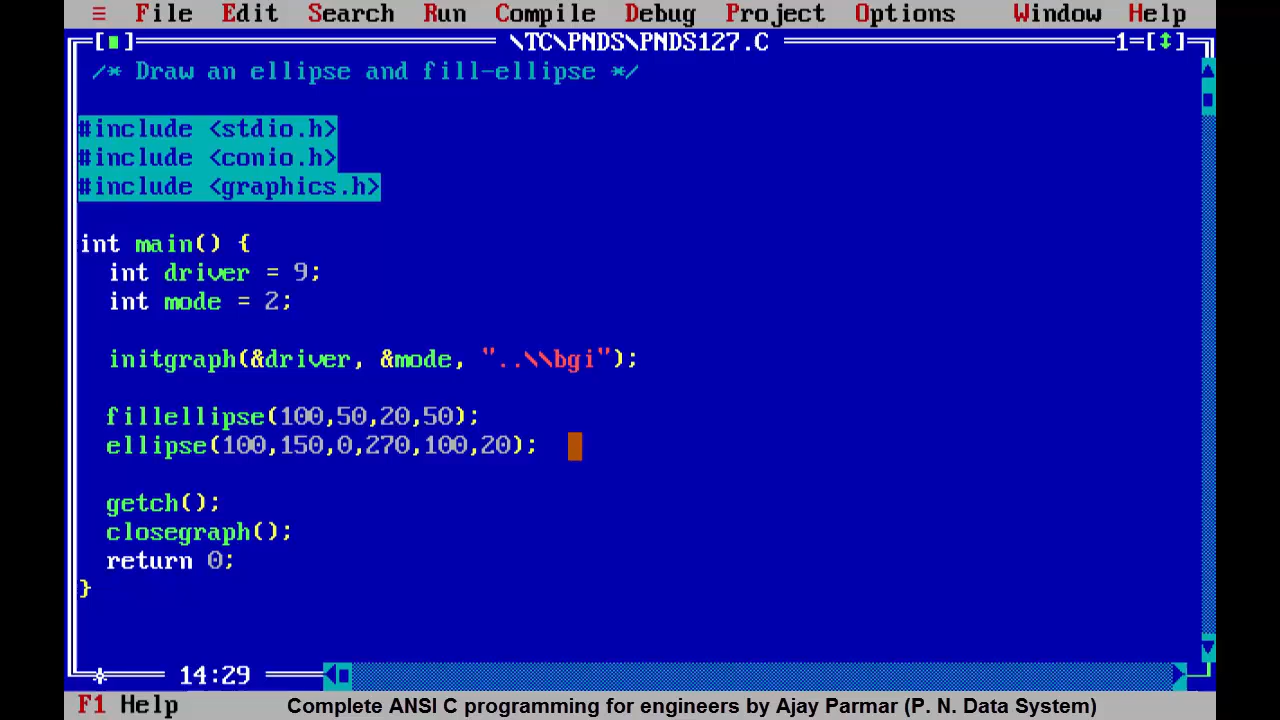 ≡ File Edit Search Run Compile Debug Project Options Window Help
[■] \TC\PNDS\PNDS127.C 1=[↕]
/* Draw an ellipse and fill-ellipse */
#include <stdio.h>
#include <conio.h>
#include <graphics.h>
int main() {
int driver = 9;
int mode = 2;
initgraph(&driver, &mode, "..\\bgi");
fillellipse(100,50,20,50);
ellipse(100,150,0,270,100,20);
getch();
closegraph();
return 0;
}
* 14:29
F1 Help Complete ANSI C programming for engineers by Ajay Parmar (P. N. Data System)